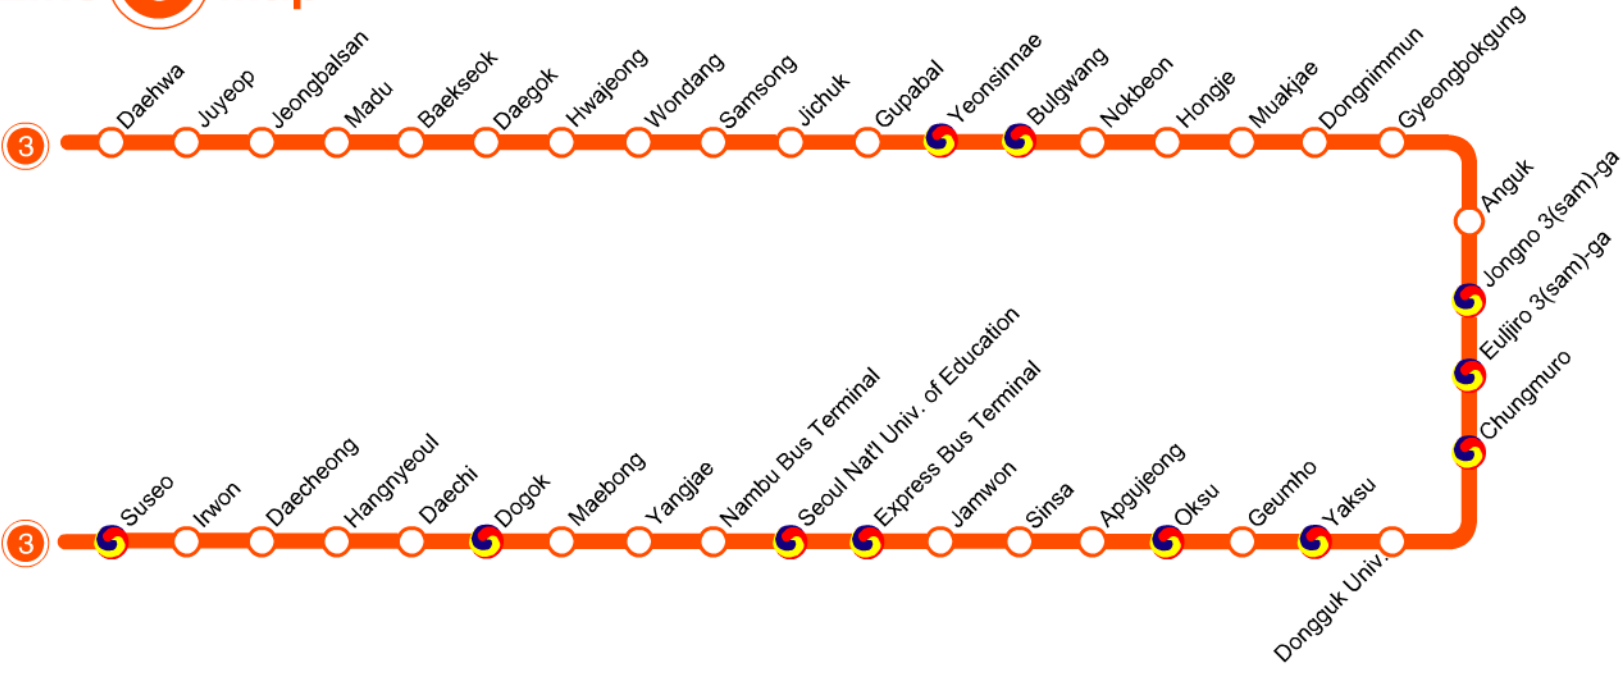 3
Daehwa
Juyeop
Jeongbalsan
Madu
Baekseok
Daegok
Hwajeong
Wondang
Samsong
Jichuk
Gupabal
Yeonsinnae
Bulgwang
Nokbeon
Hongje
Muakjae
Dongnimmun
Gyeongbokgung
Anguk
Jongno 3(sam)-ga
Euljiro 3(sam)-ga
Chungmuro
3
Suseo
Irwon
Daecheong
Hangnyeoul
Daechi
Dogok
Maebong
Yangjae
Nambu Bus Terminal
Seoul Nat'l Univ. of Education
Express Bus Terminal
Jamwon
Sinsa
Apgujeong
Oksu
Geumho
Yaksu
Dongguk Univ.